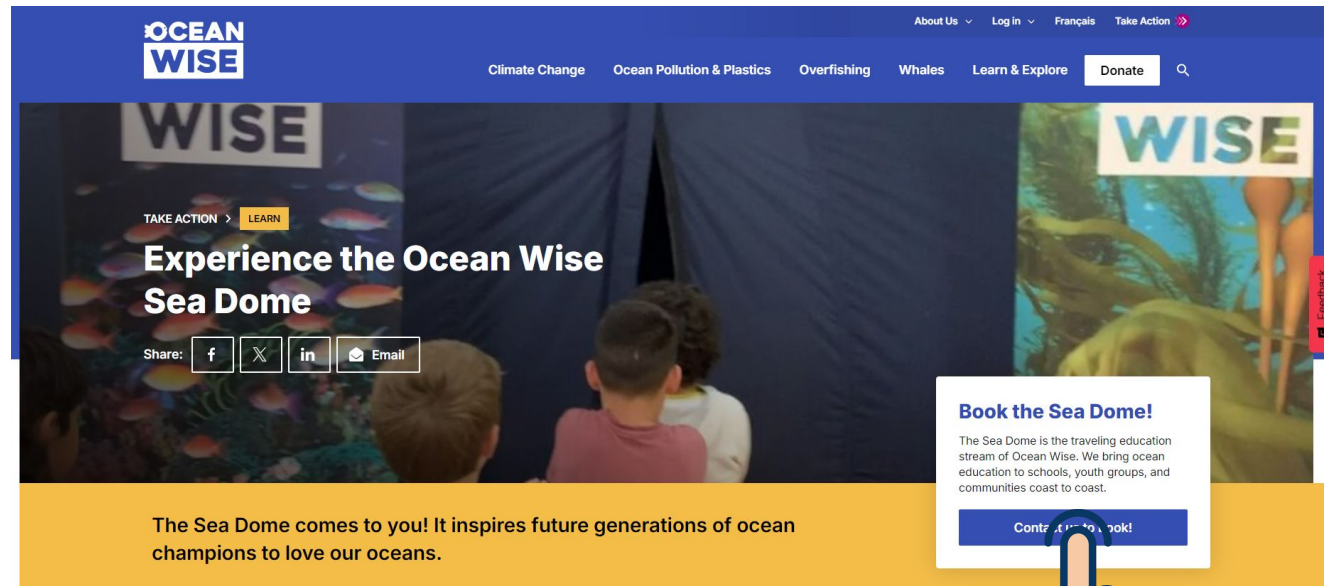 OCEAN
WISE
About Us
Log in
Français
Take Action
Climate Change
Ocean Pollution & Plastics
Overfishing
Whales
Learn & Explore
Donate
WISE
WISE
TAKE ACTION > LEARN
Experience the Ocean Wise
Sea Dome
Share:
f
X
in
Email
Feedback
Book the Sea Dome!
The Sea Dome is the traveling education
stream of Ocean Wise. We bring ocean
education to schools, youth groups, and
communities coast to coast.
Contact us to book!
The Sea Dome comes to you! It inspires future generations of ocean
champions to love our oceans.